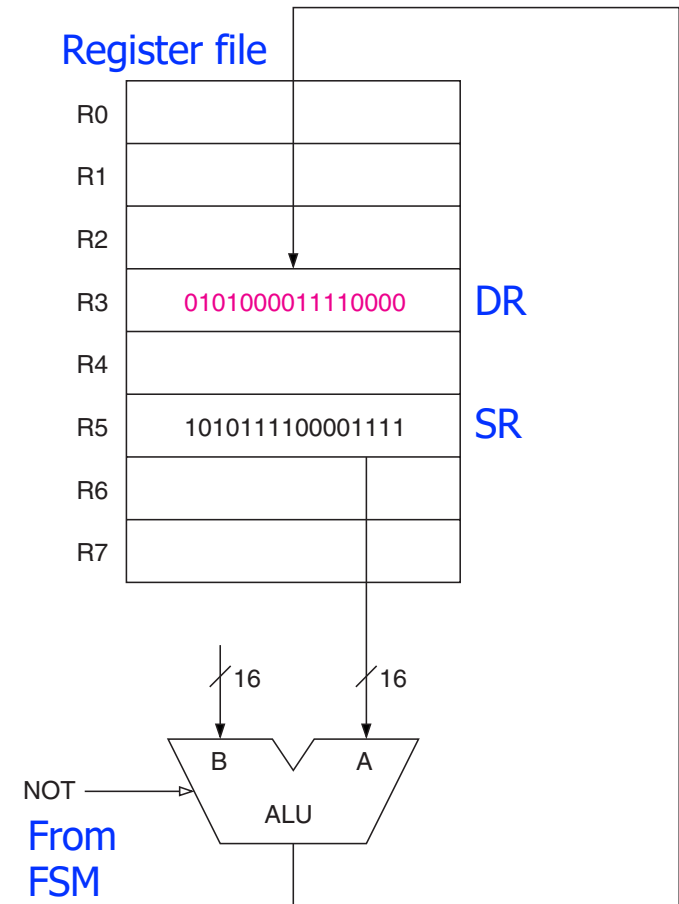 Register file
R0
R1
R2
R3 0101000011110000 DR
R4
R5 1010111100001111 SR
R6
R7
16 16
B A
NOT
ALU
From
FSM